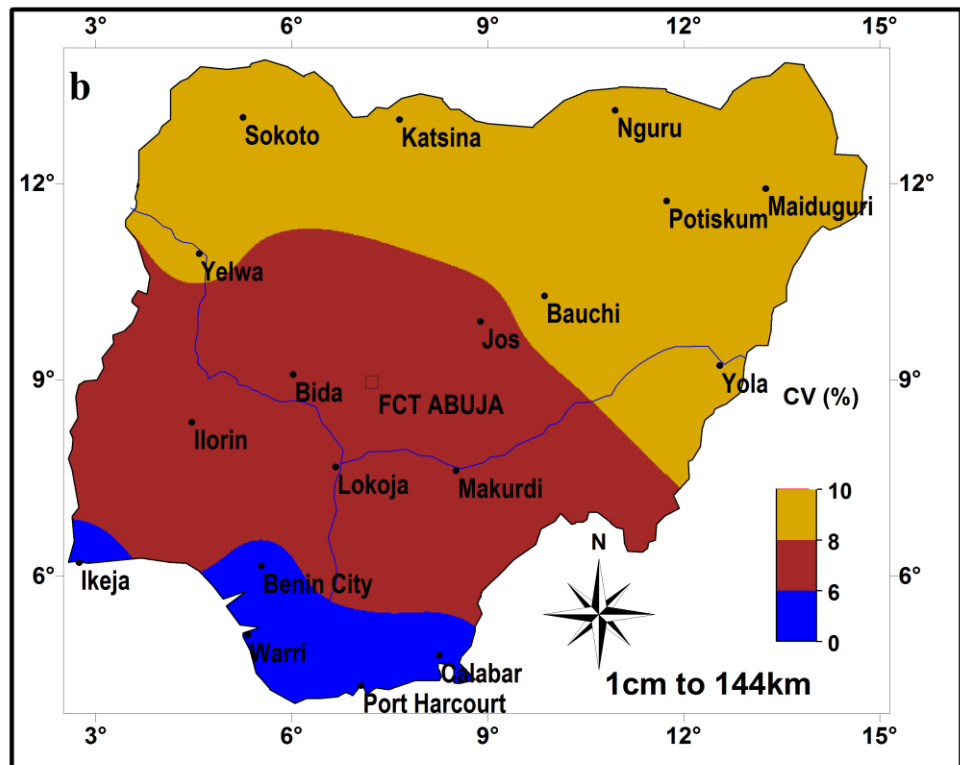 3° 6° 9° 12° 15°
b
Sokoto
Katsina
Nguru
12° 12°
Potiskum
Maiduguri
Yelwa
Bauchi
Jos
9° 9°
Bida
FCT ABUJA
Yola
CV (%)
Ilorin
Lokoja
Makurdi
10
8
6
0
N
6° 6°
Ikeja
Benin City
Warri
Calabar
Port Harcourt
1cm to 144km
3° 6° 9° 12° 15°